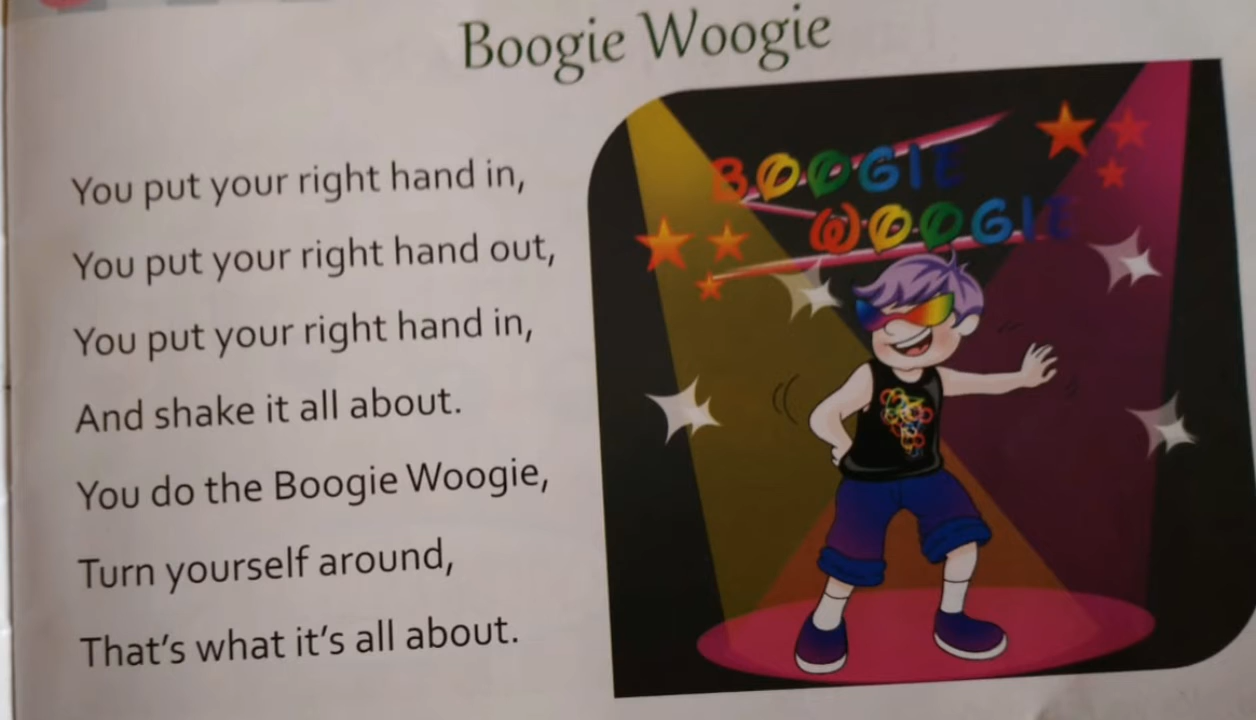 Boogie Woogie
You put your right hand in,
You put your right hand out,
You put your right hand in,
And shake it all about.
You do the Boogie Woogie,
Turn yourself around,
That's what it's all about.
BOOGIE
WOOGIE